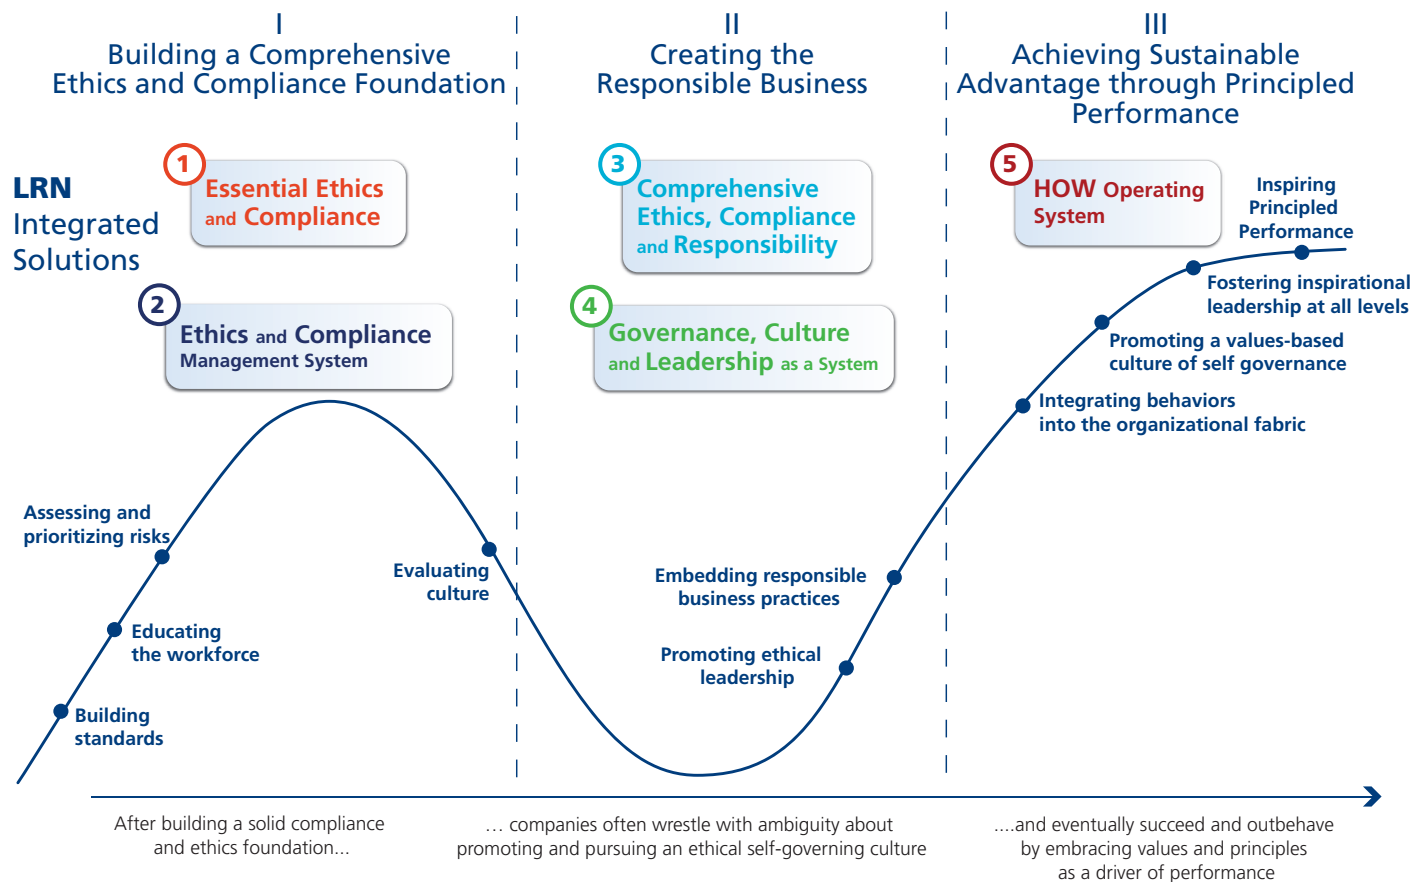 I
Building a Comprehensive
Ethics and Compliance Foundation
II
Creating the
Responsible Business
III
Achieving Sustainable
Advantage through Principled
Performance
LRN
Integrated
Solutions
1
Essential Ethics
and Compliance
2
Ethics and Compliance
Management System
3
Comprehensive
Ethics, Compliance
and Responsibility
4
Governance, Culture
and Leadership as a System
5
HOW Operating
System
Inspiring
Principled
Performance
Fostering inspirational
leadership at all levels
Promoting a values-based
culture of self governance
Integrating behaviors
into the organizational fabric
Assessing and
prioritizing risks
Educating
the workforce
Building
standards
Evaluating
culture
Embedding responsible
business practices
Promoting ethical
leadership
After building a solid compliance
and ethics foundation...
… companies often wrestle with ambiguity about
promoting and pursuing an ethical self-governing culture
....and eventually succeed and outbehave
by embracing values and principles
as a driver of performance